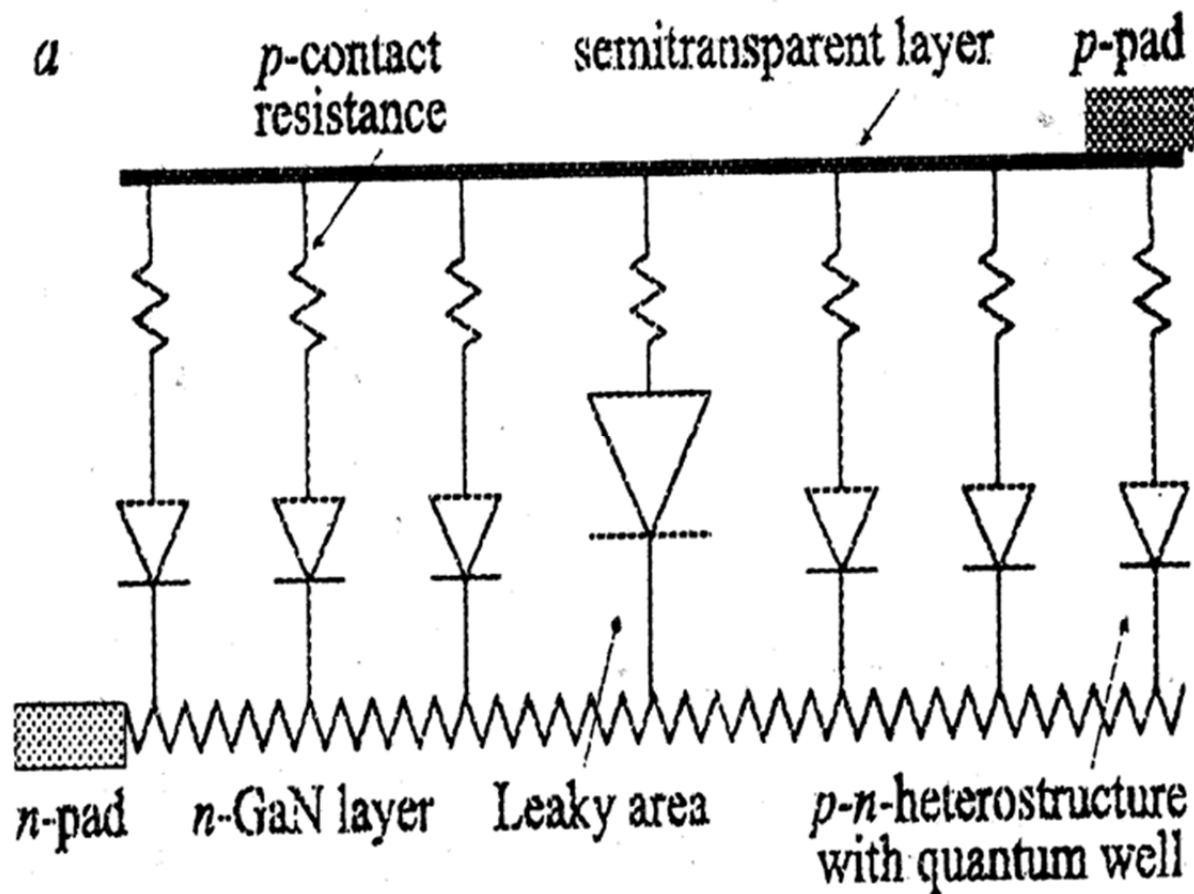 a
p-contact
resistance
semitransparent layer
p-pad
n-pad
n-GaN layer
Leaky area
p-n-heterostructure
with quantum well